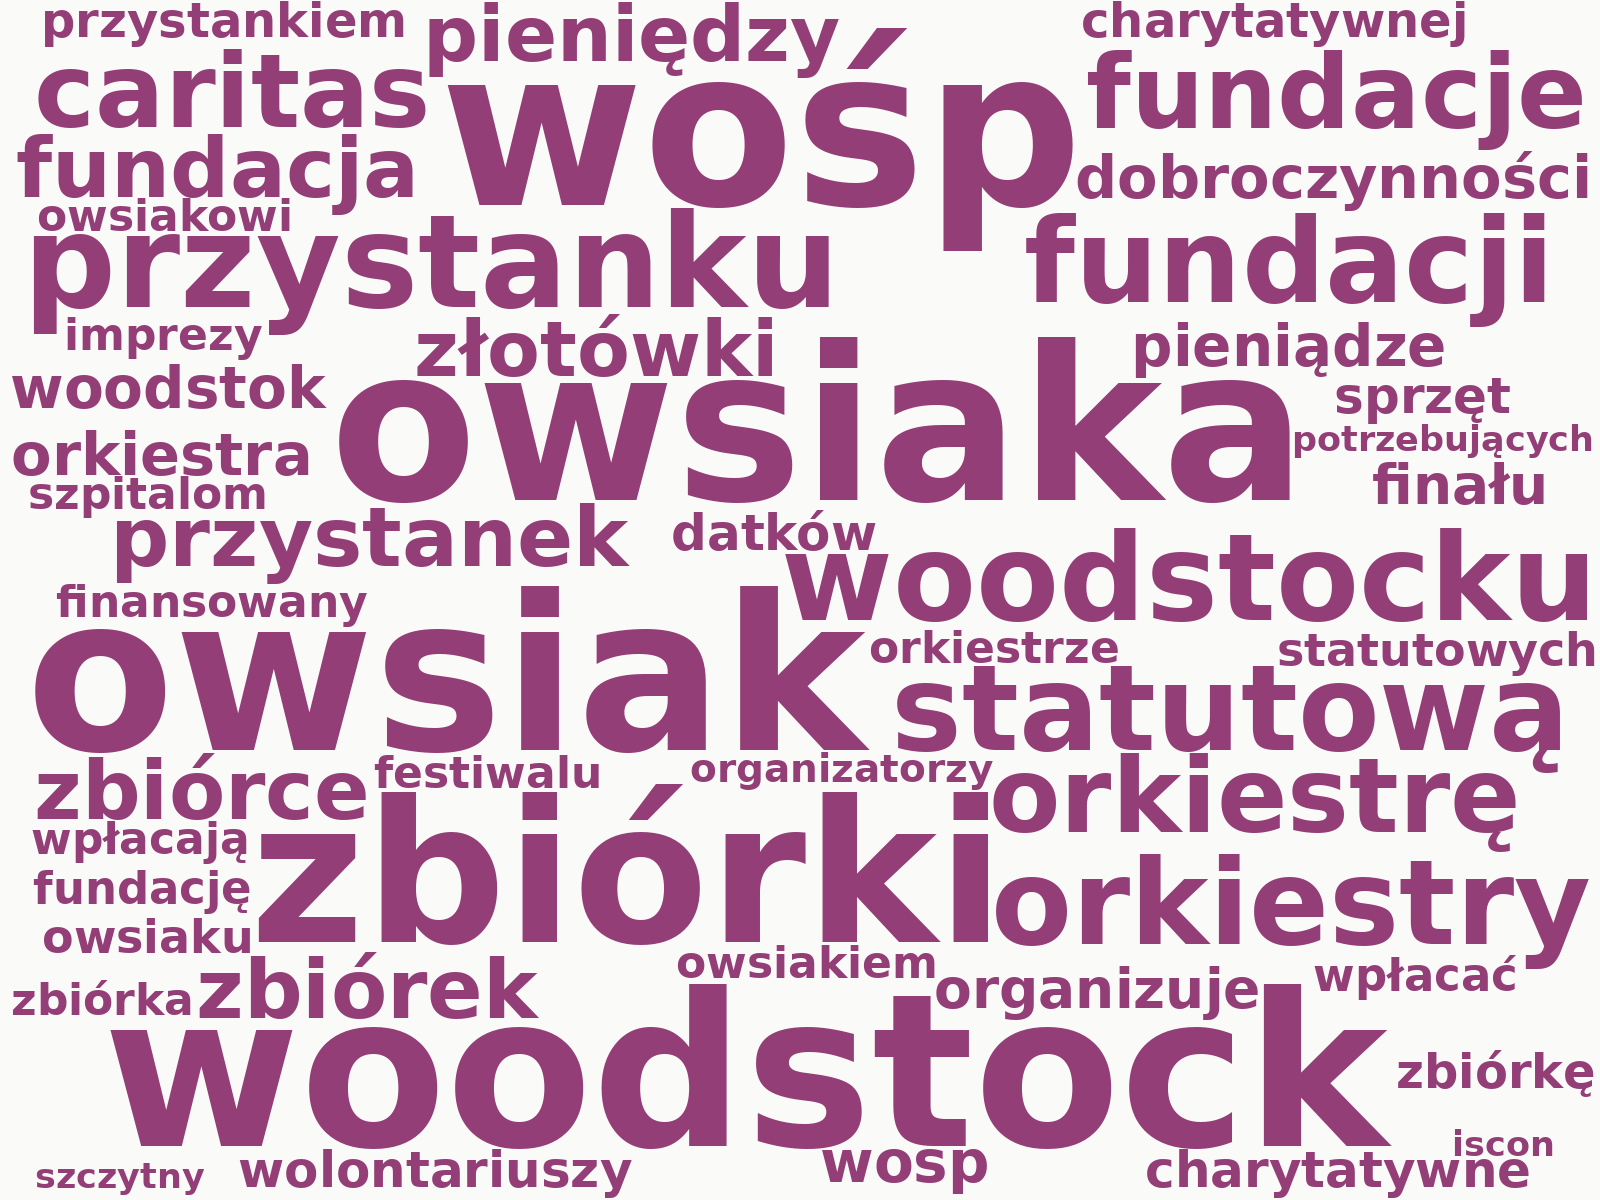 przystankiem
pieniędzy
charytatywnej
caritas
wośp
fundacje
fundacja
dobroczynności
owsiakowi
przystanku
fundacji
imprezy
złotówki
pieniądze
woodstok
owsiaka
sprzęt
orkiestra
potrzebujących
szpitalom
finału
przystanek
datków
woodstocku
finansowany
owsiak
orkiestrze
statutowych
statutową
zbiórce
festiwalu
organizatorzy
orkiestrę
wpłacają
zbiórki
fundację
orkiestry
owsiaku
owsiakiem
zbiórka
zbiórek
organizuje
wpłacać
woodstock
zbiórkę
iscon
szczytny
wolontariuszy
wosp
charytatywne